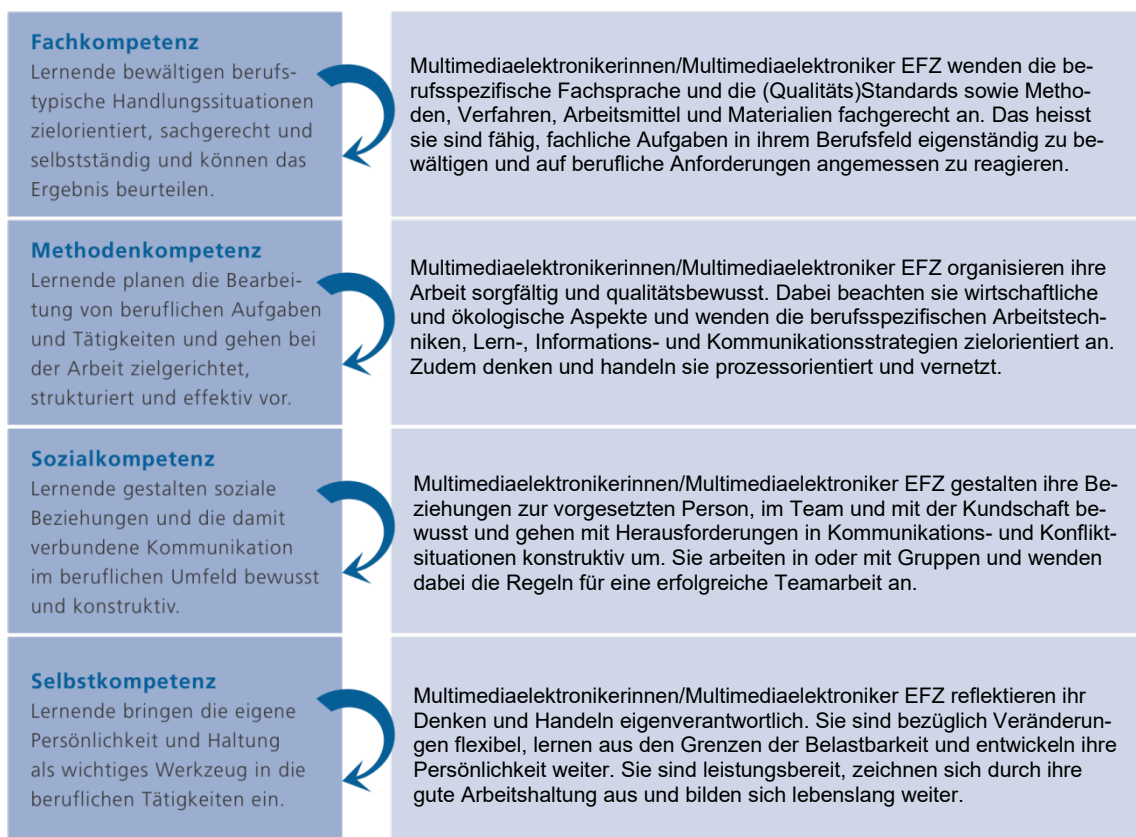 Fachkompetenz
Lernende bewältigen berufs-
typische Handlungssituationen
zielorientiert, sachgerecht und
selbstständig und können das
Ergebnis beurteilen.
Multimediaelektronikerinnen/Multimediaelektroniker EFZ wenden die be-
rufsspezifische Fachsprache und die (Qualitäts)Standards sowie Metho-
den, Verfahren, Arbeitsmittel und Materialien fachgerecht an. Das heisst
sie sind fähig, fachliche Aufgaben in ihrem Berufsfeld eigenständig zu be-
wältigen und auf berufliche Anforderungen angemessen zu reagieren.
Methodenkompetenz
Lernende planen die Bearbei-
tung von beruflichen Aufgaben
und Tätigkeiten und gehen bei
der Arbeit zielgerichtet,
strukturiert und effektiv vor.
Multimediaelektronikerinnen/Multimediaelektroniker EFZ organisieren ihre
Arbeit sorgfältig und qualitätsbewusst. Dabei beachten sie wirtschaftliche
und ökologische Aspekte und wenden die berufsspezifischen Arbeitstech-
niken, Lern-, Informations- und Kommunikationsstrategien zielorientiert an.
Zudem denken und handeln sie prozessorientiert und vernetzt.
Sozialkompetenz
Lernende gestalten soziale
Beziehungen und die damit
verbundene Kommunikation
im beruflichen Umfeld bewusst
und konstruktiv.
Multimediaelektronikerinnen/Multimediaelektroniker EFZ gestalten ihre Be-
ziehungen zur vorgesetzten Person, im Team und mit der Kundschaft be-
wusst und gehen mit Herausforderungen in Kommunikations- und Konflikt-
situationen konstruktiv um. Sie arbeiten in oder mit Gruppen und wenden
dabei die Regeln für eine erfolgreiche Teamarbeit an.
Selbstkompetenz
Lernende bringen die eigene
Persönlichkeit und Haltung
als wichtiges Werkzeug in die
beruflichen Tätigkeiten ein.
Multimediaelektronikerinnen/Multimediaelektroniker EFZ reflektieren ihr
Denken und Handeln eigenverantwortlich. Sie sind bezüglich Veränderun-
gen flexibel, lernen aus den Grenzen der Belastbarkeit und entwickeln ihre
Persönlichkeit weiter. Sie sind leistungsbereit, zeichnen sich durch ihre
gute Arbeitshaltung aus und bilden sich lebenslang weiter.